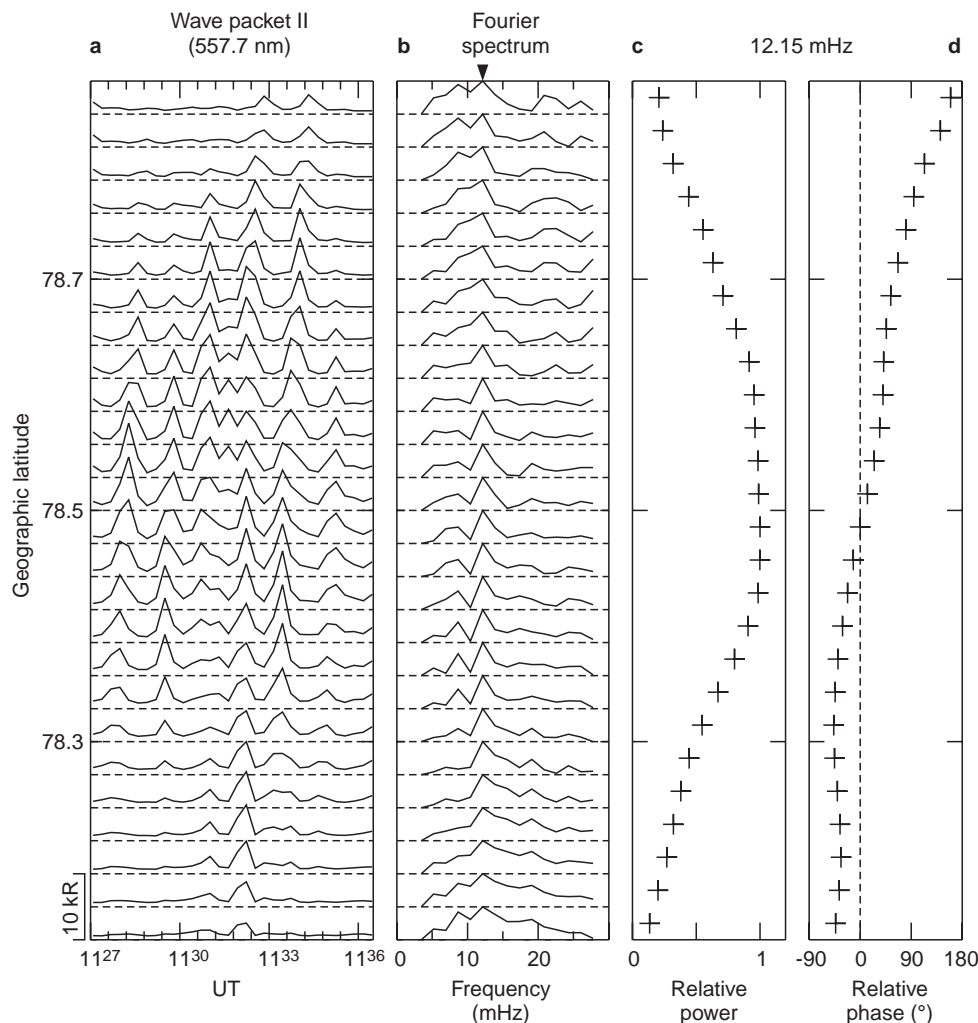 a
Wave packet II
(557.7 nm)
b
Fourier
spectrum
c
12.15 mHz
d
Geographic latitude
78.7
78.5
78.3
10 kR
11²⁷ 11³⁰ 11³³ 11³⁶
UT
0 10 20
Frequency
(mHz)
0 1
Relative
power
-90 0 90 180
Relative
phase (°)